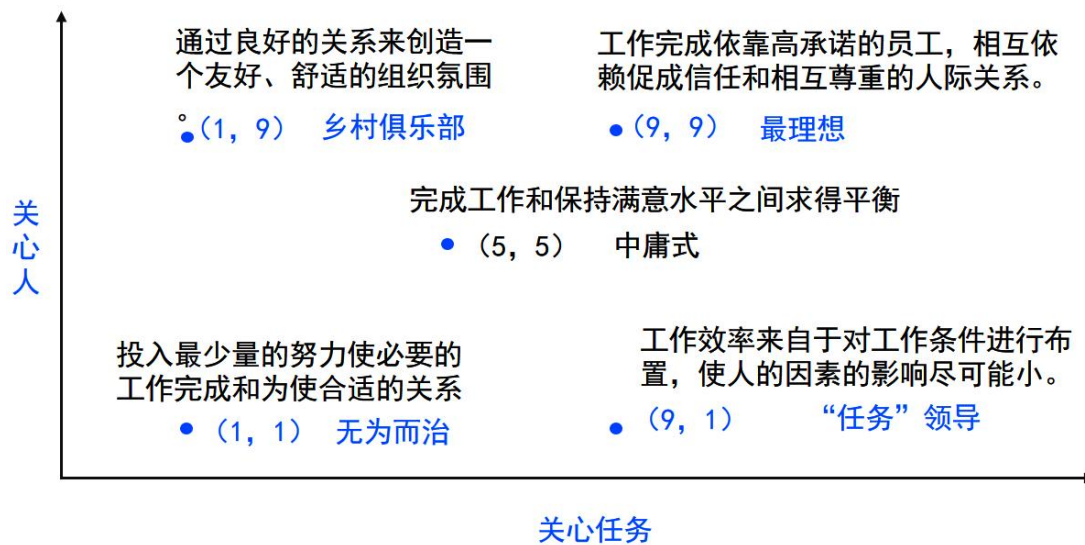 通过良好的关系来创造一
个友好、舒适的组织氛围
。
(1, 9) 乡村俱乐部
工作完成依靠高承诺的员工，相互依
赖促成信任和相互尊重的人际关系。
(9, 9) 最理想
完成工作和保持满意水平之间求得平衡
(5, 5) 中庸式
关
心
人
投入最少量的努力使必要的
工作完成和为使合适的关系
(1, 1) 无为而治
工作效率来自于对工作条件进行布
置，使人的因素的影响尽可能小。
(9, 1) “任务”领导
关心任务